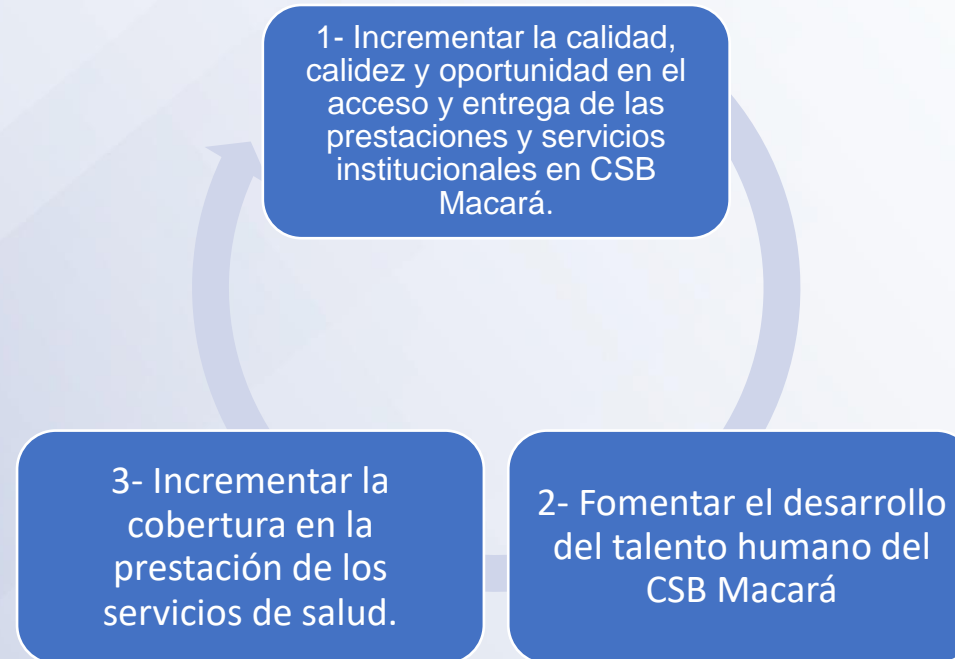 1- Incrementar la calidad,
calidez y oportunidad en el
acceso y entrega de las
prestaciones y servicios
institucionales en CSB
Macará.
2- Fomentar el desarrollo
del talento humano del
CSB Macará
3- Incrementar la
cobertura en la
prestación de los
servicios de salud.